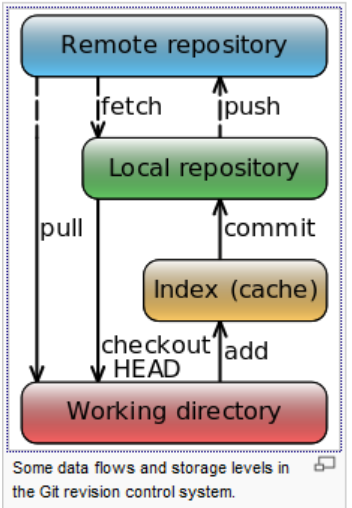 Remote repository
fetch
push
Local repository
pull
commit
Index (cache)
checkout
HEAD
add
Working directory
Some data flows and storage levels in
the Git revision control system.